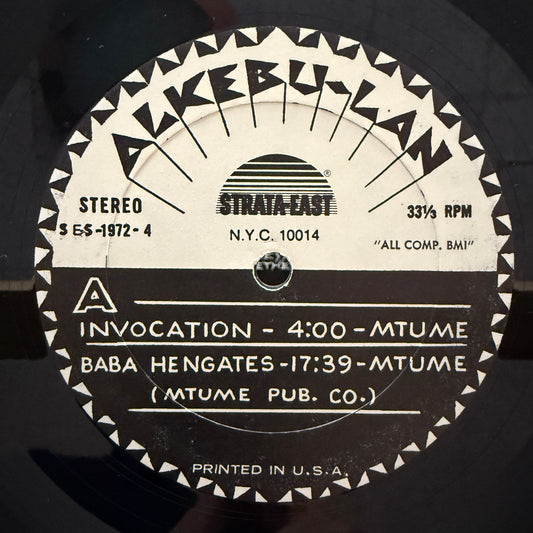 ALKEBU-LAN
STRATA-EAST®
STEREO
SES-1972-4
N.Y.C. 10014
33⅓ RPM
"ALL COMP. BMI"
A
INVOCATION - 4:00 - MTUME
BABA HENGATES - 17:39 - MTUME
(MTUME PUB. CO.)
PRINTED IN U.S.A.